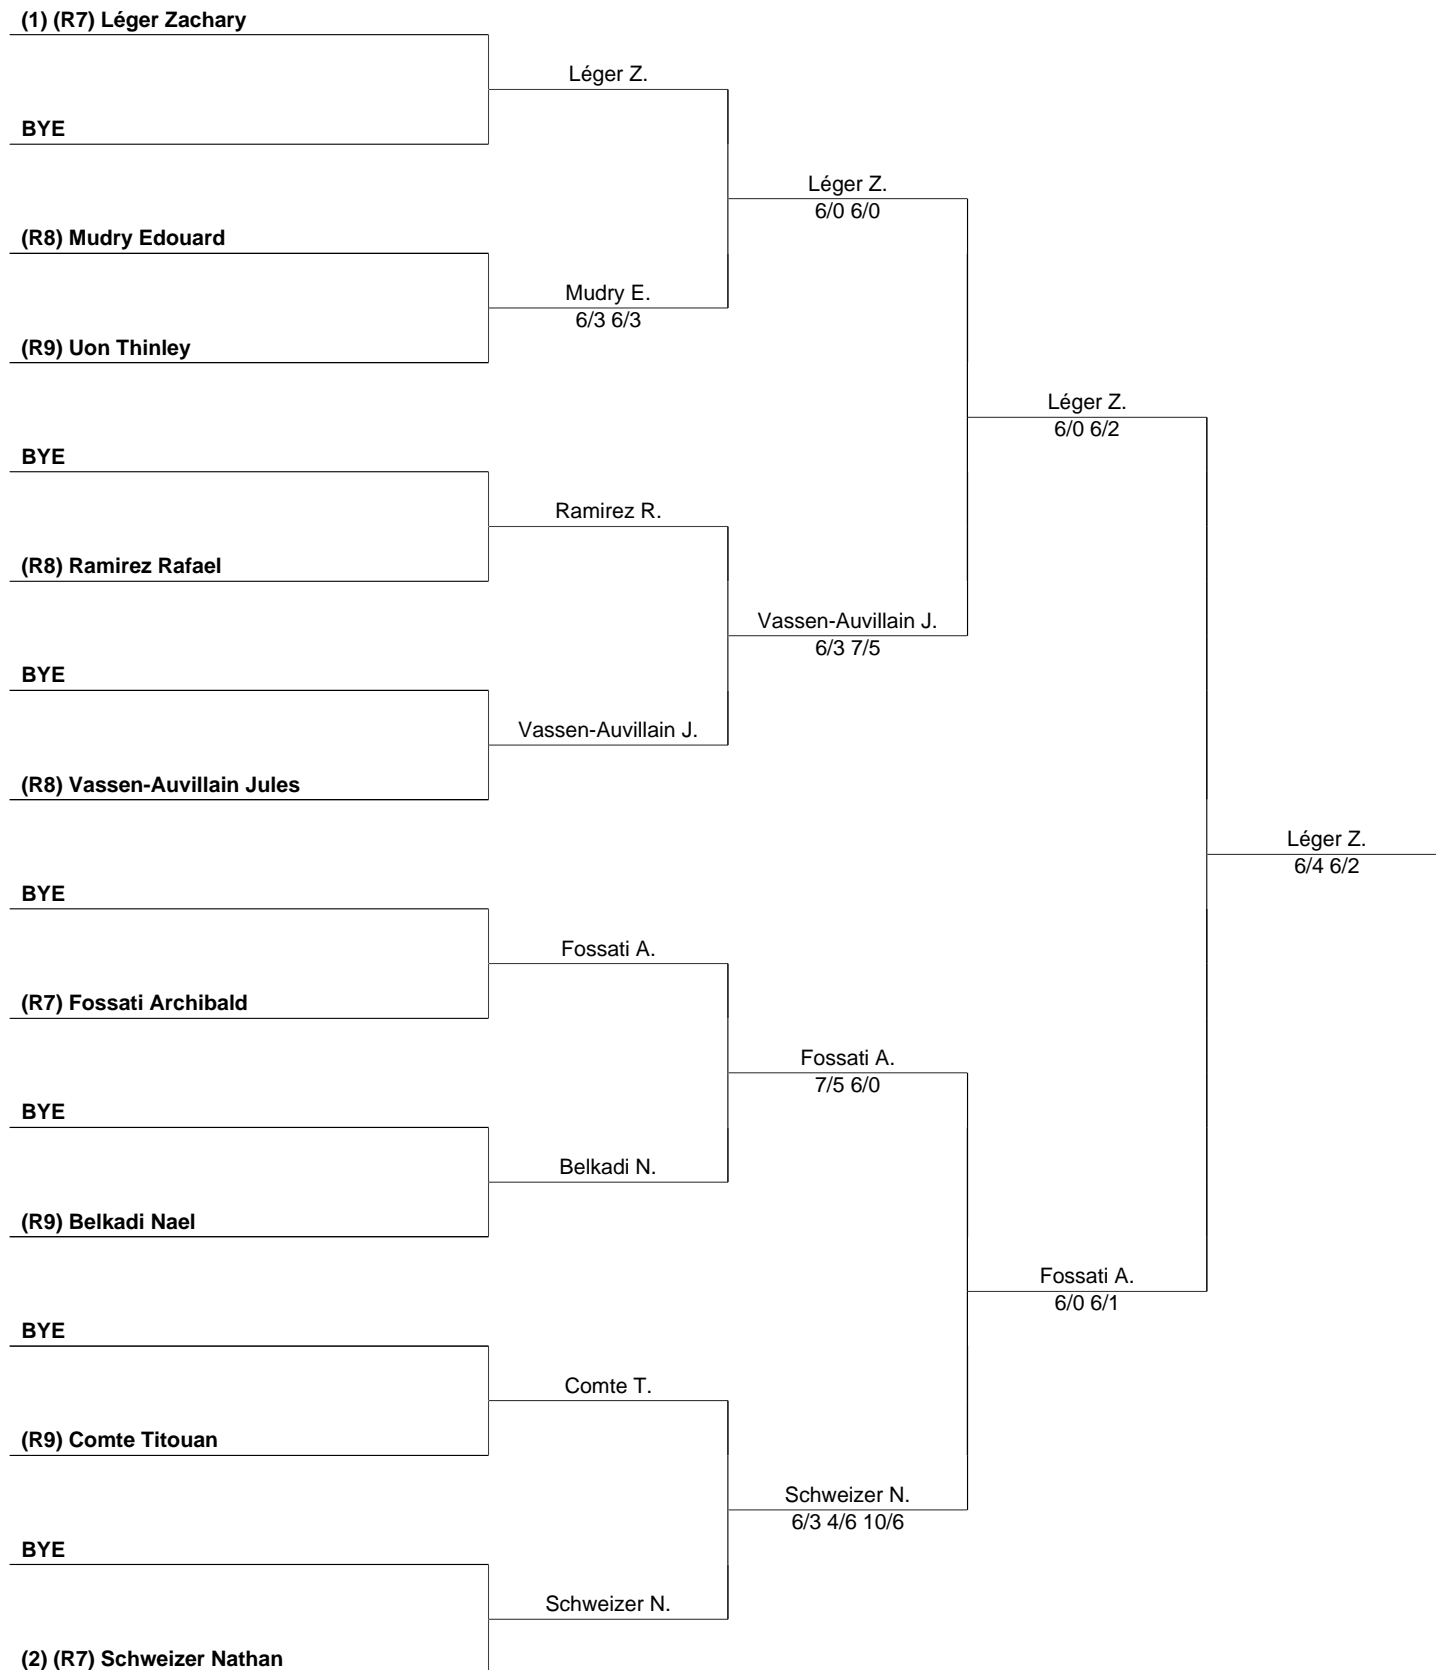 (1) (R7) Léger Zachary
Léger Z.
BYE
Léger Z.
6/0 6/0
(R8) Mudry Edouard
Mudry E.
6/3 6/3
(R9) Uon Thinley
Léger Z.
6/0 6/2
BYE
Ramirez R.
(R8) Ramirez Rafael
Vassen-Auvillain J.
6/3 7/5
BYE
Vassen-Auvillain J.
(R8) Vassen-Auvillain Jules
Léger Z.
6/4 6/2
BYE
Fossati A.
(R7) Fossati Archibald
Fossati A.
7/5 6/0
BYE
Belkadi N.
(R9) Belkadi Nael
Fossati A.
6/0 6/1
BYE
Comte T.
(R9) Comte Titouan
Schweizer N.
6/3 4/6 10/6
BYE
Schweizer N.
(2) (R7) Schweizer Nathan